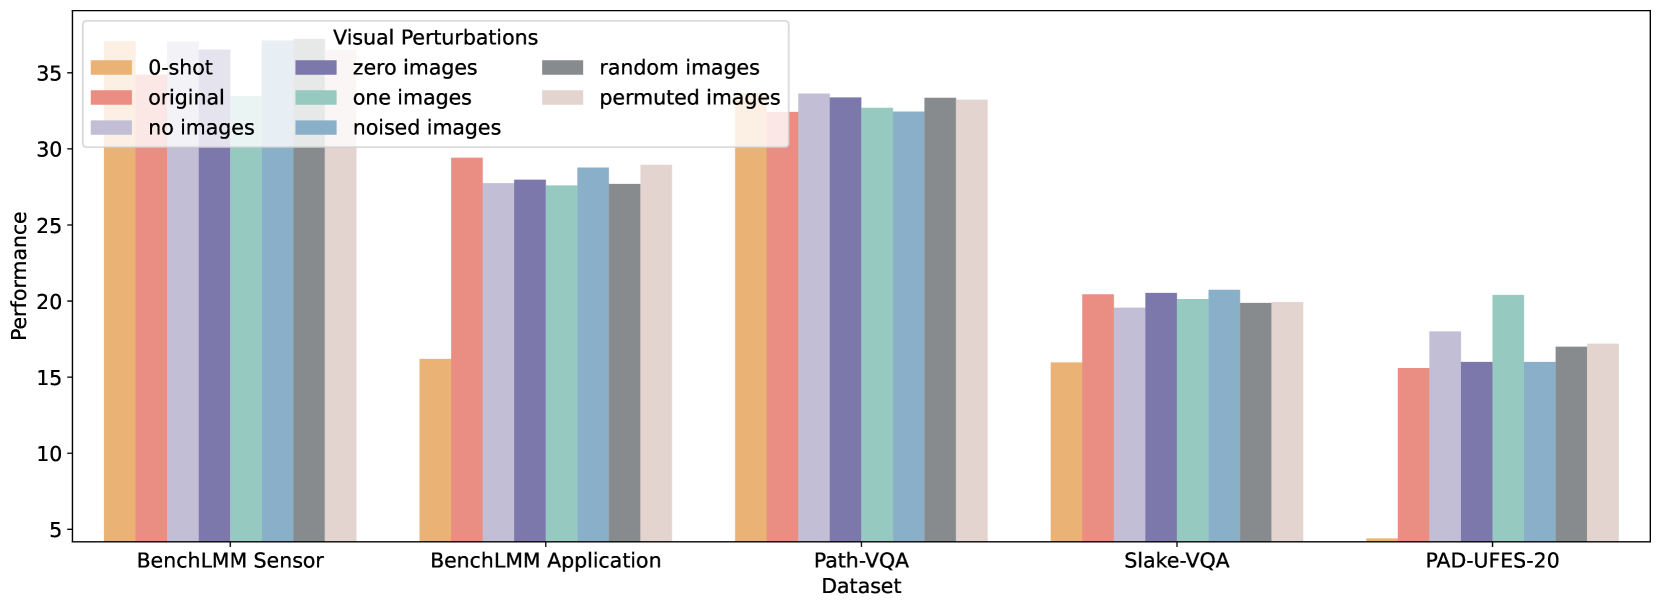 Visual Perturbations
0-shot zero images random images
original one images permuted images
no images noised images
35
30
25
20
15
10
5
Performance
BenchLMM Sensor BenchLMM Application Path-VQA Slake-VQA PAD-UFES-20
Dataset